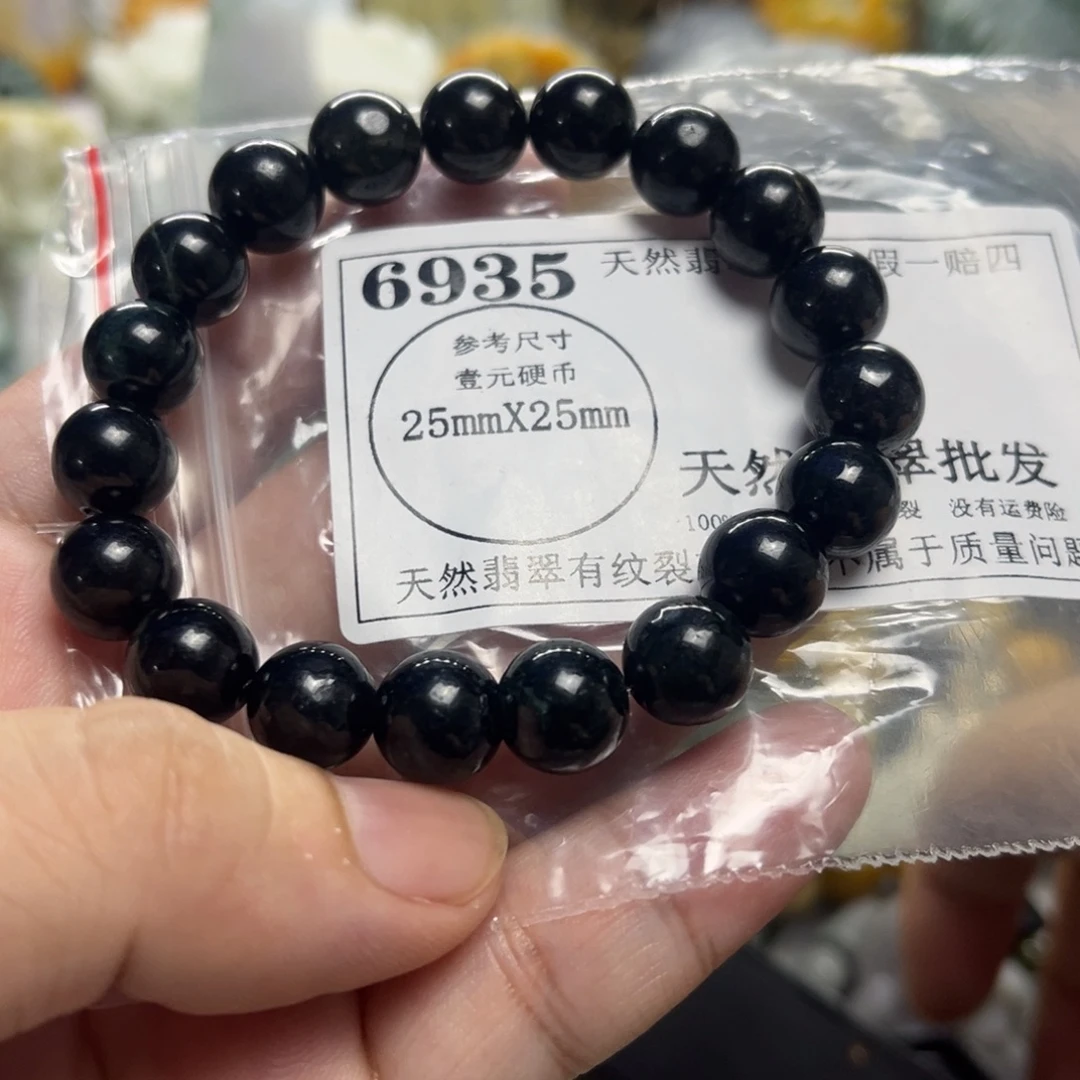 6935
天然翡 假一赔四
参考尺寸
壹元硬币
25mmX25mm
天然 翠批发
100 裂 没有运费险
天然翡翠有纹裂 不属于质量问题